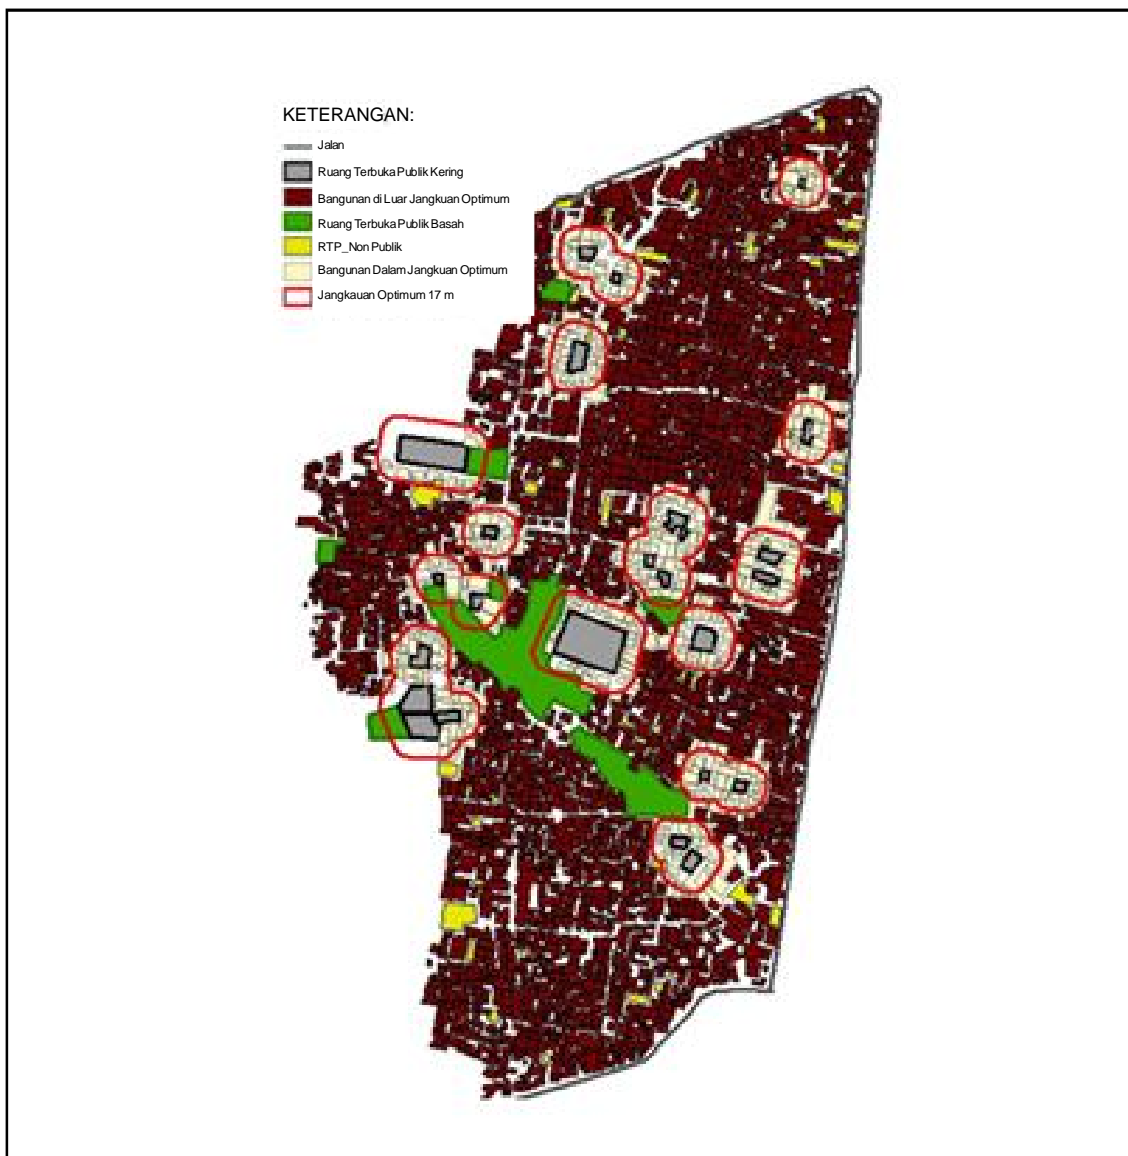 KETERANGAN:
Jalan
Ruang Terbuka Publik Kering
Bangunan di Luar Jangkuan Optimum
Ruang Terbuka Publik Basah
RTP_Non Publik
Bangunan Dalam Jangkuan Optimum
Jangkauan Optimum 17 m